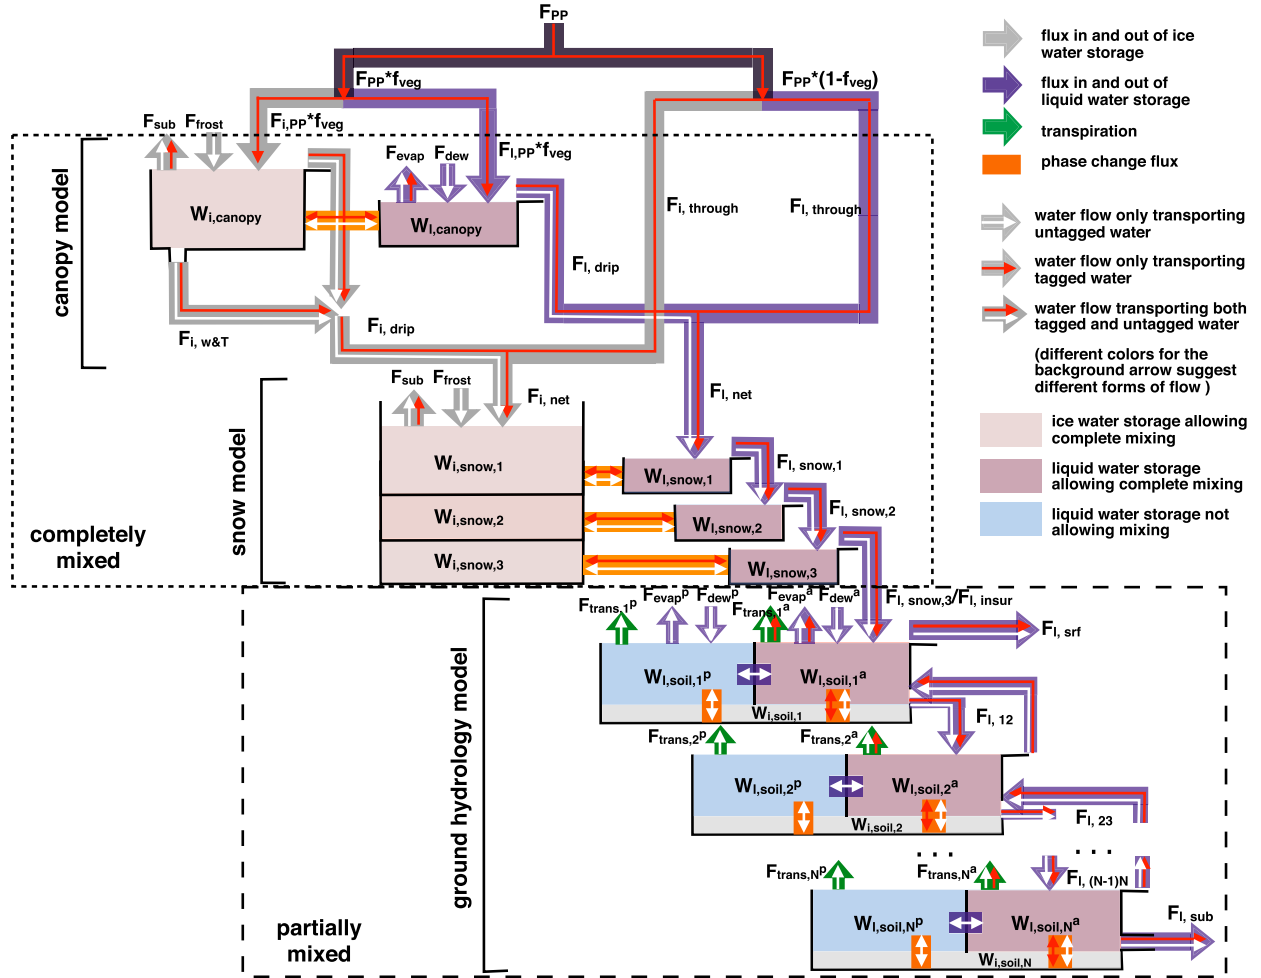 FPP
FPP*fveg
FPP*(1-fveg)
flux in and out of ice
water storage
flux in and out of
liquid water storage
transpiration
phase change flux
water flow only transporting
untagged water
water flow only transporting
tagged water
water flow transporting both
tagged and untagged water
(different colors for the
background arrow suggest
different forms of flow )
ice water storage allowing
complete mixing
liquid water storage
allowing complete mixing
liquid water storage not
allowing mixing
canopy model
Fsub
Ffrost
Fi,PP*fveg
Fevap
Fdew
Fl,PP*fveg
Wi,canopy
Wl,canopy
Fi, through
Fl, through
Fl, drip
Fi, drip
Fi, w&T
snow model
completely
mixed
Fsub
Ffrost
Fi, net
Fl, net
Wi,snow,1
Wl,snow,1
Fl, snow,1
Wi,snow,2
Wl,snow,2
Fl, snow,2
Wi,snow,3
Wl,snow,3
Fl, snow,3/Fl, insur
ground hydrology model
partially
mixed
Ftrans,1p
Fevapp
Fdewp
Ftrans,1a
Fevapa
Fdewa
Fl, srf
Wl,soil,1p
Wl,soil,1a
Wi,soil,1
Fl, 12
Ftrans,2p
Ftrans,2a
Wl,soil,2p
Wl,soil,2a
Wi,soil,2
Fl, 23
. . .
. . .
Ftrans,Np
Ftrans,Na
Fl, (N-1)N
Wl,soil,Np
Wl,soil,Na
Wi,soil,N
Fl, sub